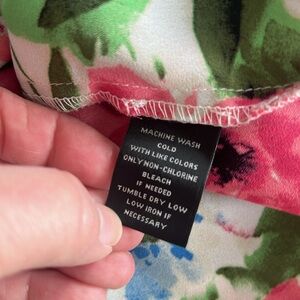 MACHINE WASH
COLD
WITH LIKE COLORS
ONLY NON-CHLORINE
BLEACH
IF NEEDED
TUMBLE DRY LOW
LOW IRON IF
NECESSARY